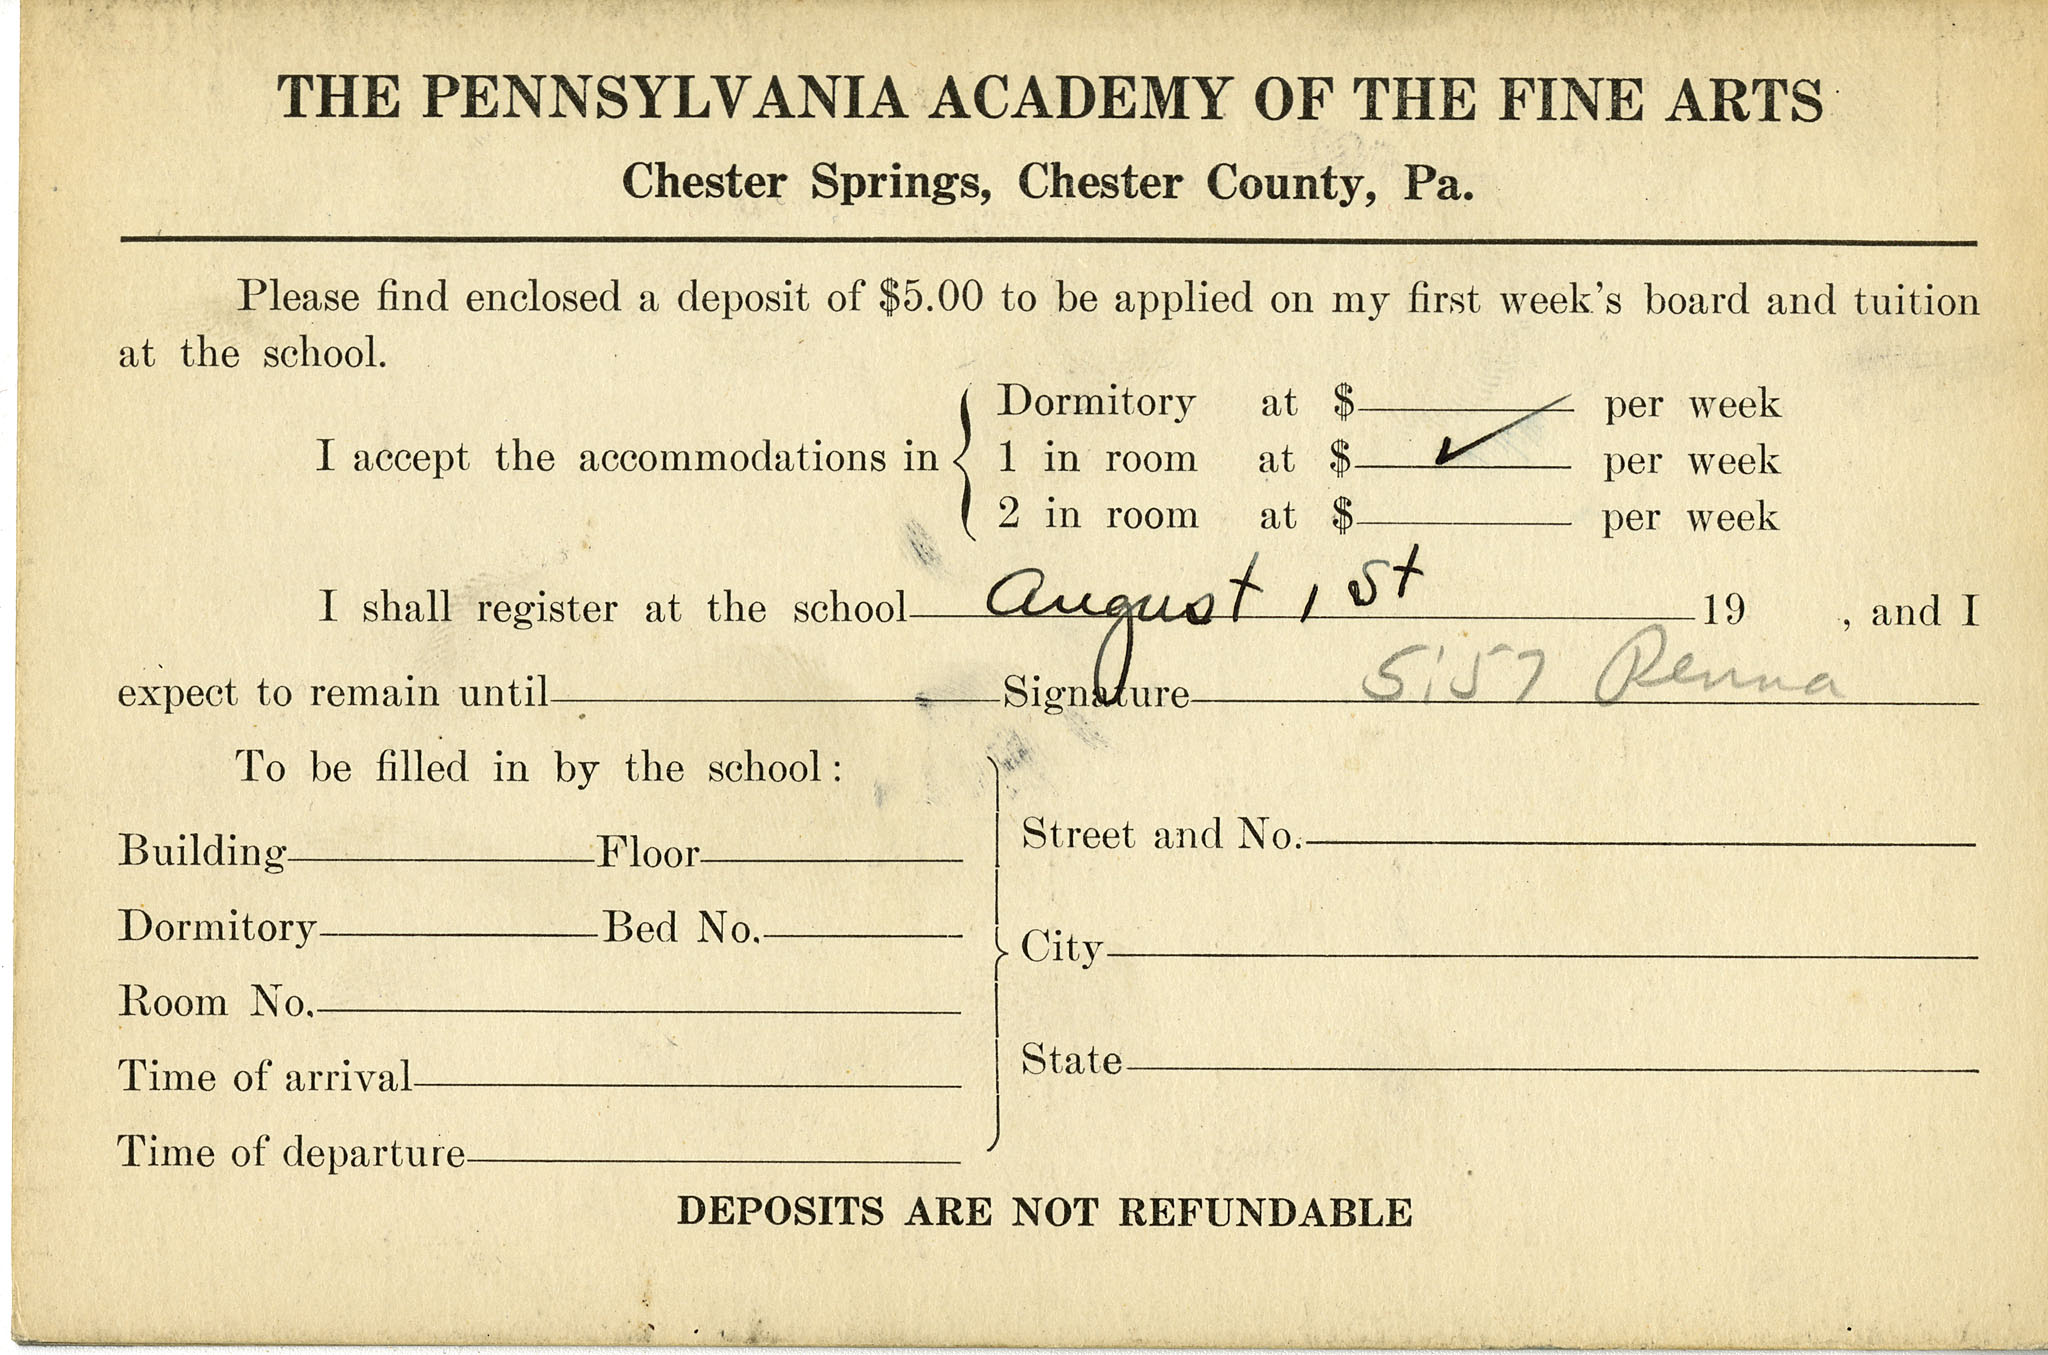 THE PENNSYLVANIA ACADEMY OF THE FINE ARTS
Chester Springs, Chester County, Pa.
Please find enclosed a deposit of $5.00 to be applied on my first week's board and tuition
at the school.
Dormitory at $ per week
I accept the accommodations in 1 in room at $ ✓ per week
2 in room at $ per week
I shall register at the school August 1st 19 , and I
expect to remain until Signature 5:57 Penna
To be filled in by the school:
Building Floor
Street and No.
Dormitory Bed No.
City
Room No.
State
Time of arrival
Time of departure
DEPOSITS ARE NOT REFUNDABLE